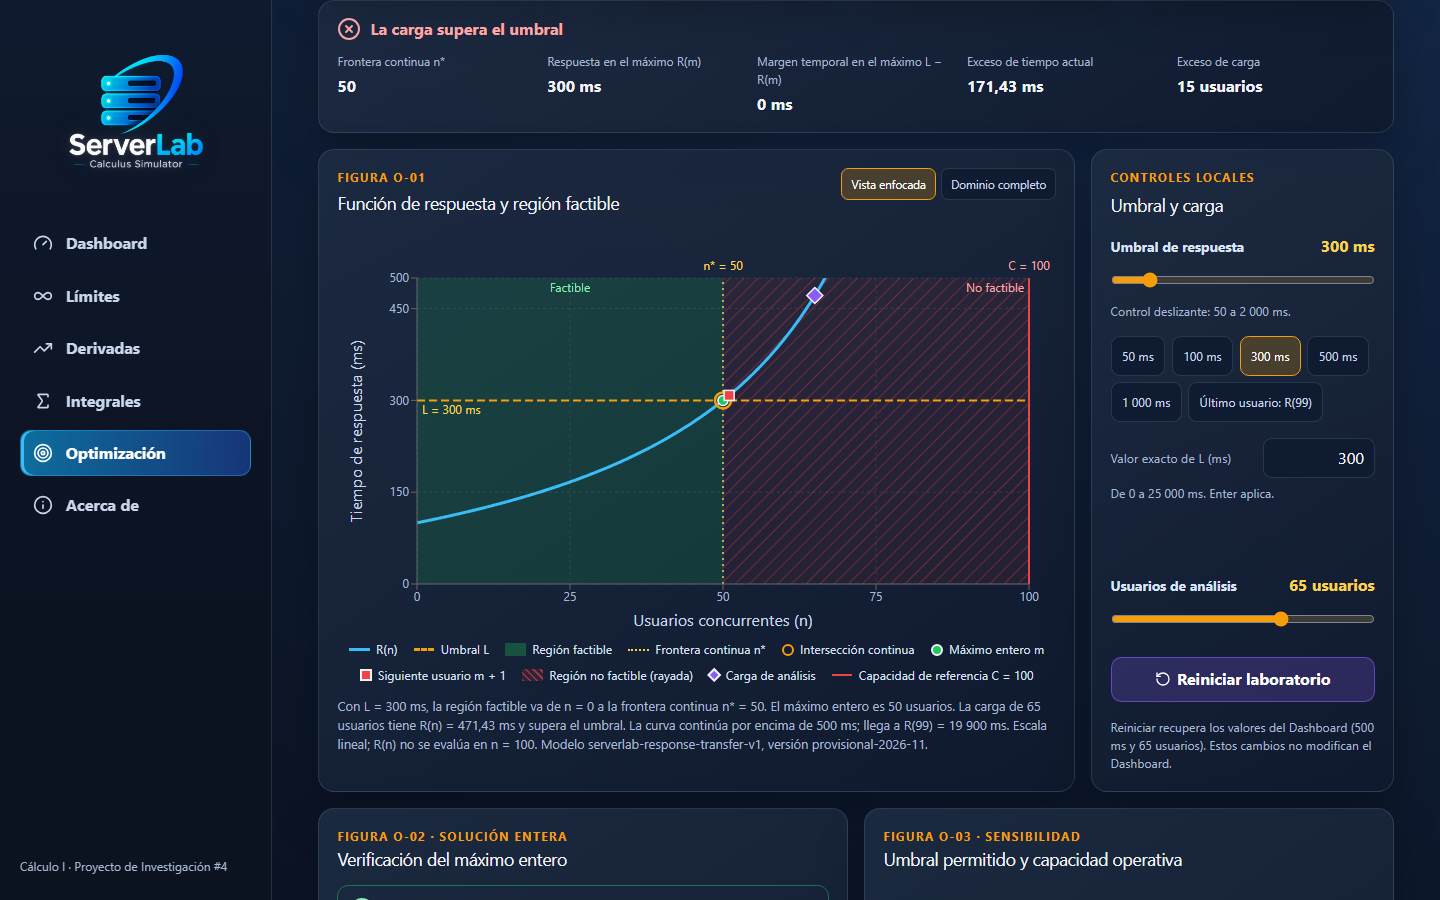 ServerLab
Calculus Simulator
Dashboard
Límites
Derivadas
Integrales
Optimización
Acerca de
Cálculo I · Proyecto de Investigación #4
La carga supera el umbral
Frontera continua n*
50
Respuesta en el máximo R(m)
300 ms
Margen temporal en el máximo L −
R(m)
0 ms
Exceso de tiempo actual
171,43 ms
Exceso de carga
15 usuarios
FIGURA O-01
Función de respuesta y región factible
Vista enfocada
Dominio completo
n* = 50
C = 100
Factible
No factible
L = 300 ms
500
450
300
150
0
Tiempo de respuesta (ms)
0
25
50
75
100
Usuarios concurrentes (n)
R(n)
Umbral L
Región factible
Frontera continua n*
Intersección continua
Máximo entero m
Siguiente usuario m + 1
Región no factible (rayada)
Carga de análisis
Capacidad de referencia C = 100
Con L = 300 ms, la región factible va de n = 0 a la frontera continua n* = 50. El máximo entero es 50 usuarios. La carga de 65
usuarios tiene R(n) = 471,43 ms y supera el umbral. La curva continúa por encima de 500 ms; llega a R(99) = 19 900 ms. Escala
lineal; R(n) no se evalúa en n = 100. Modelo serverlab-response-transfer-v1, versión provisional-2026-11.
CONTROLES LOCALES
Umbral y carga
Umbral de respuesta
300 ms
Control deslizante: 50 a 2 000 ms.
50 ms
100 ms
300 ms
500 ms
1 000 ms
Último usuario: R(99)
Valor exacto de L (ms)
300
De 0 a 25 000 ms. Enter aplica.
Usuarios de análisis
65 usuarios
Reiniciar laboratorio
Reiniciar recupera los valores del Dashboard (500
ms y 65 usuarios). Estos cambios no modifican el
Dashboard.
FIGURA O-02 · SOLUCIÓN ENTERA
Verificación del máximo entero
FIGURA O-03 · SENSIBILIDAD
Umbral permitido y capacidad operativa